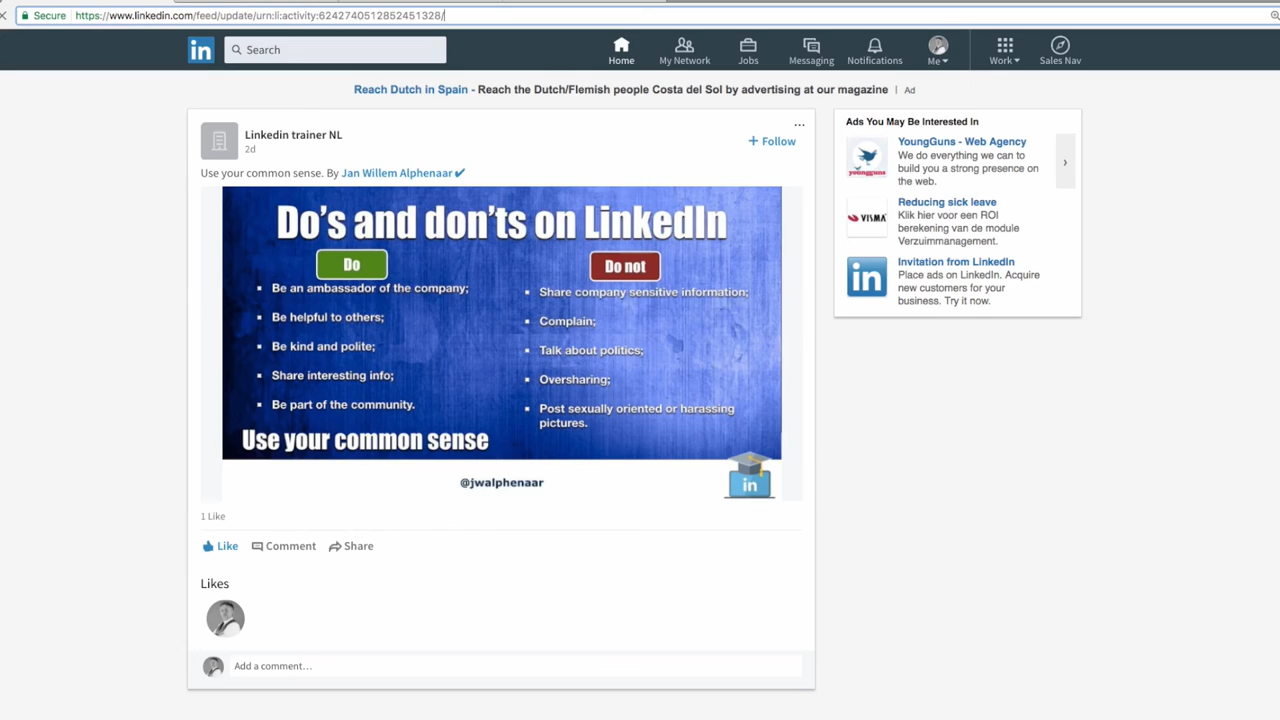 Secure https://www.linkedin.com/feed/update/urn:li:activity:6242740512852451328/
in Search Home My Network Jobs Messaging Notifications Me Work Sales Nav
Reach Dutch in Spain - Reach the Dutch/Flemish people Costa del Sol by advertising at our magazine | Ad
Linkedin trainer NL
2d
+ Follow
Use your common sense. By Jan Willem Alphenaar ✔
Do's and don'ts on LinkedIn
Do
Be an ambassador of the company;
Be helpful to others;
Be kind and polite;
Share interesting info;
Be part of the community.
Do not
Share company sensitive information;
Complain;
Talk about politics;
Oversharing;
Post sexually oriented or harassing
pictures.
Use your common sense
@jwalphenaar
in
1 Like
Like Comment Share
Likes
Add a comment…
Ads You May Be Interested In
YoungGuns - Web Agency
We do everything we can to
build you a strong presence on
the web.
youngguns
Reducing sick leave
Klik hier voor een ROI
berekening van de module
Verzuimmanagement.
VISMA
Invitation from LinkedIn
Place ads on LinkedIn. Acquire
new customers for your
business. Try it now.
in